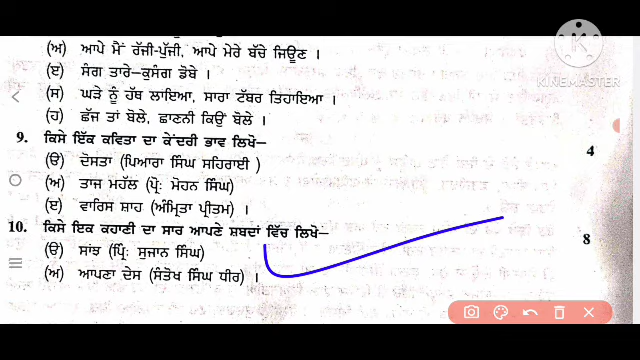 (ਅ) ਆਪੇ ਮੈਂ ਰੱਜੀ-ਪੁੱਜੀ, ਆਪੇ ਮੇਰੇ ਬੱਚੇ ਜਿਊਣ ।
(ੲ) ਸੰਗ ਤਾਰੇ-ਕੁਸੰਗ ਡੋਬੇ ।
(ਸ) ਘੜੇ ਨੂੰ ਹੱਥ ਲਾਇਆ, ਸਾਰਾ ਟੱਬਰ ਤਿਹਾਇਆ ।
(ਹ) ਛੱਜ ਤਾਂ ਬੋਲੇ, ਛਾਣਨੀ ਕਿਉਂ ਬੋਲੇ ।
9. ਕਿਸੇ ਇੱਕ ਕਵਿਤਾ ਦਾ ਕੇਂਦਰੀ ਭਾਵ ਲਿਖੋ- 4
(ੳ) ਦੋਸਤਾ (ਪਿਆਰਾ ਸਿੰਘ ਸਹਿਰਾਈ)
(ਅ) ਤਾਜ ਮਹੱਲ (ਪ੍ਰੋ: ਮੋਹਨ ਸਿੰਘ)
(ੲ) ਵਾਰਿਸ ਸ਼ਾਹ (ਅੰਮ੍ਰਿਤਾ ਪ੍ਰੀਤਮ) ।
10. ਕਿਸੇ ਇਕ ਕਹਾਣੀ ਦਾ ਸਾਰ ਆਪਣੇ ਸ਼ਬਦਾਂ ਵਿੱਚ ਲਿਖੋ- 8
(ੳ) ਸਾਂਝ (ਪ੍ਰਿੰ: ਸੁਜਾਨ ਸਿੰਘ)
(ਅ) ਆਪਣਾ ਦੇਸ (ਸੰਤੋਖ ਸਿੰਘ ਧੀਰ) ।
KINEMASTER